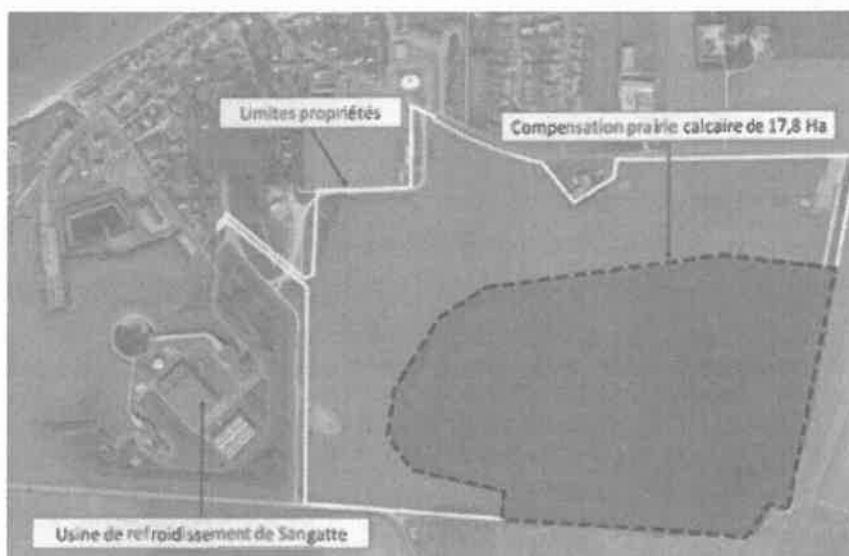 Limites propriétés
Compensation prairie calcaire de 17,8 Ha
Usine de refroidissement de Sangatte